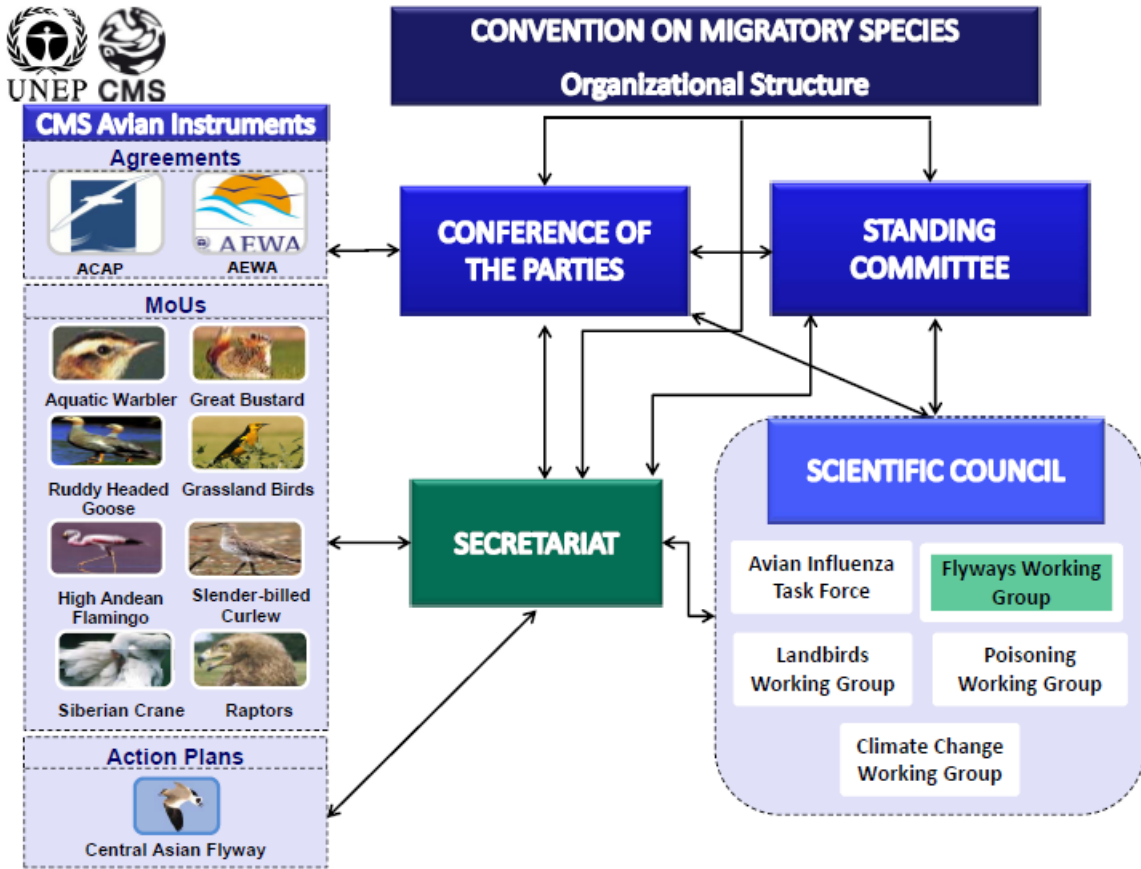 UNEP CMS
CONVENTION ON MIGRATORY SPECIES
Organizational Structure
CMS Avian Instruments
Agreements
AEWA
ACAP
AEWA
MoUs
Aquatic Warbler
Great Bustard
Ruddy Headed
Goose
Grassland Birds
High Andean
Flamingo
Slender-billed
Curlew
Siberian Crane
Raptors
Action Plans
Central Asian Flyway
CONFERENCE OF
THE PARTIES
STANDING
COMMITTEE
SECRETARIAT
SCIENTIFIC COUNCIL
Avian Influenza
Task Force
Flyways Working
Group
Landbirds
Working Group
Poisoning
Working Group
Climate Change
Working Group